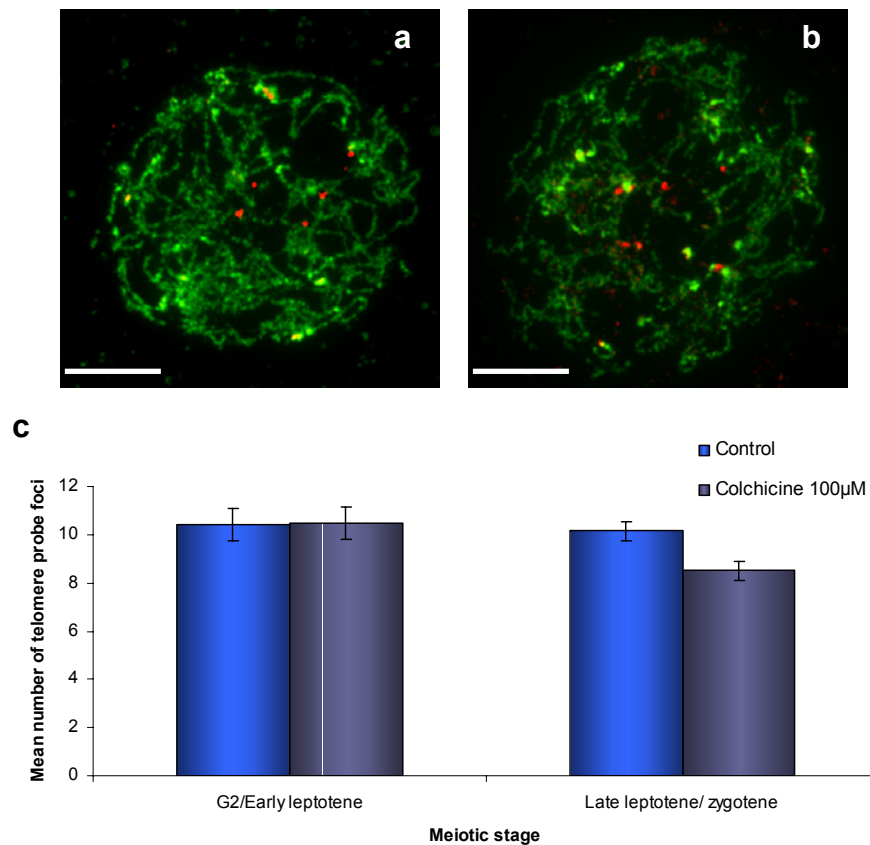 a
b
c
Control
Colchicine 100µM
Mean number of telomere probe foci
12
10
8
6
4
2
0
G2/Early leptotene
Late leptotene/ zygotene
Meiotic stage